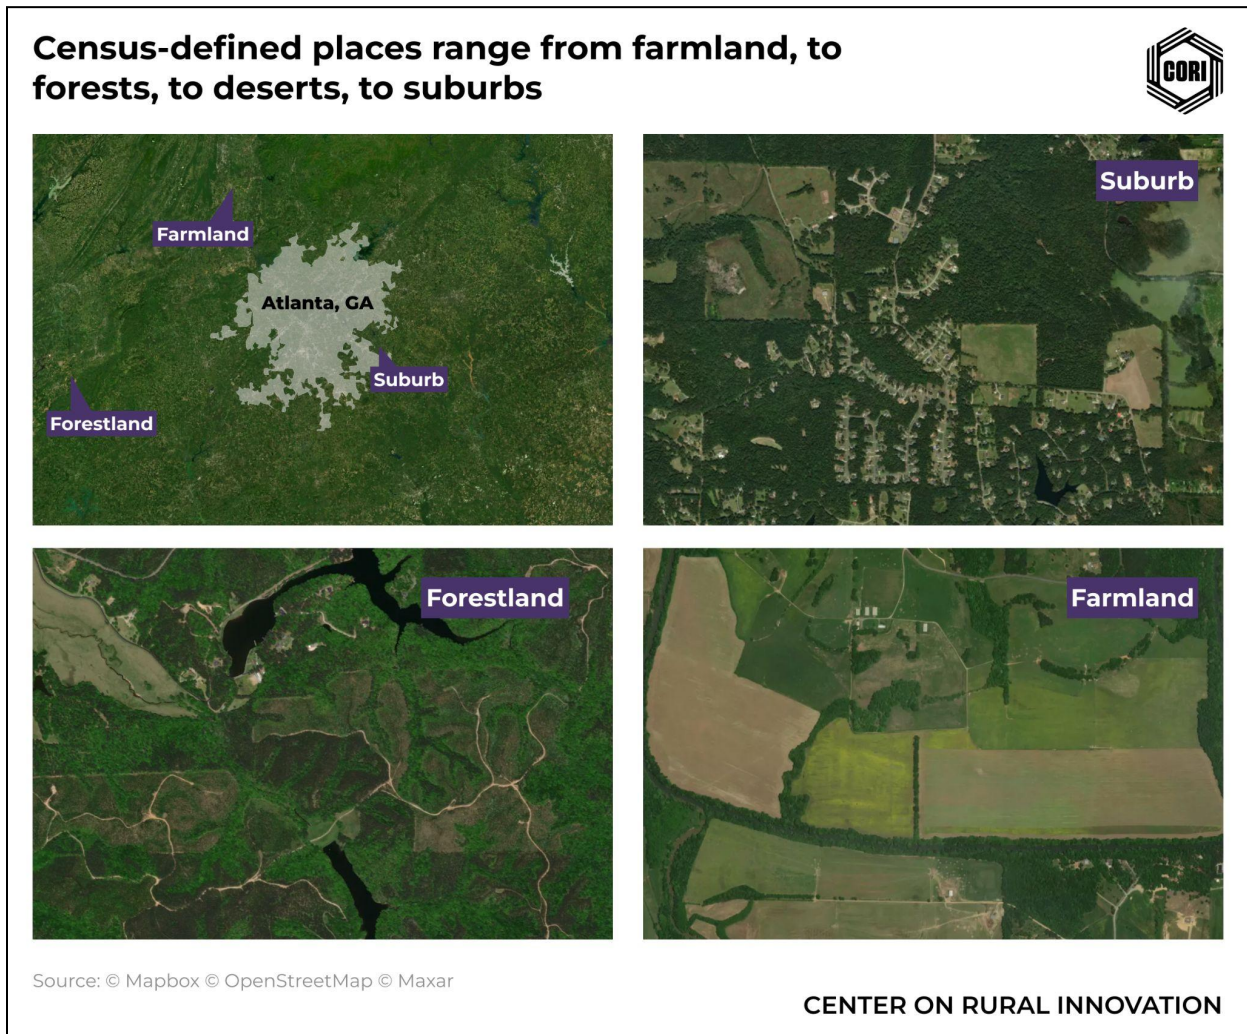 Census-defined places range from farmland, to
forests, to deserts, to suburbs
CORI
Farmland
Atlanta, GA
Suburb
Forestland
Suburb
Forestland
Farmland
Source: © Mapbox © OpenStreetMap © Maxar
CENTER ON RURAL INNOVATION